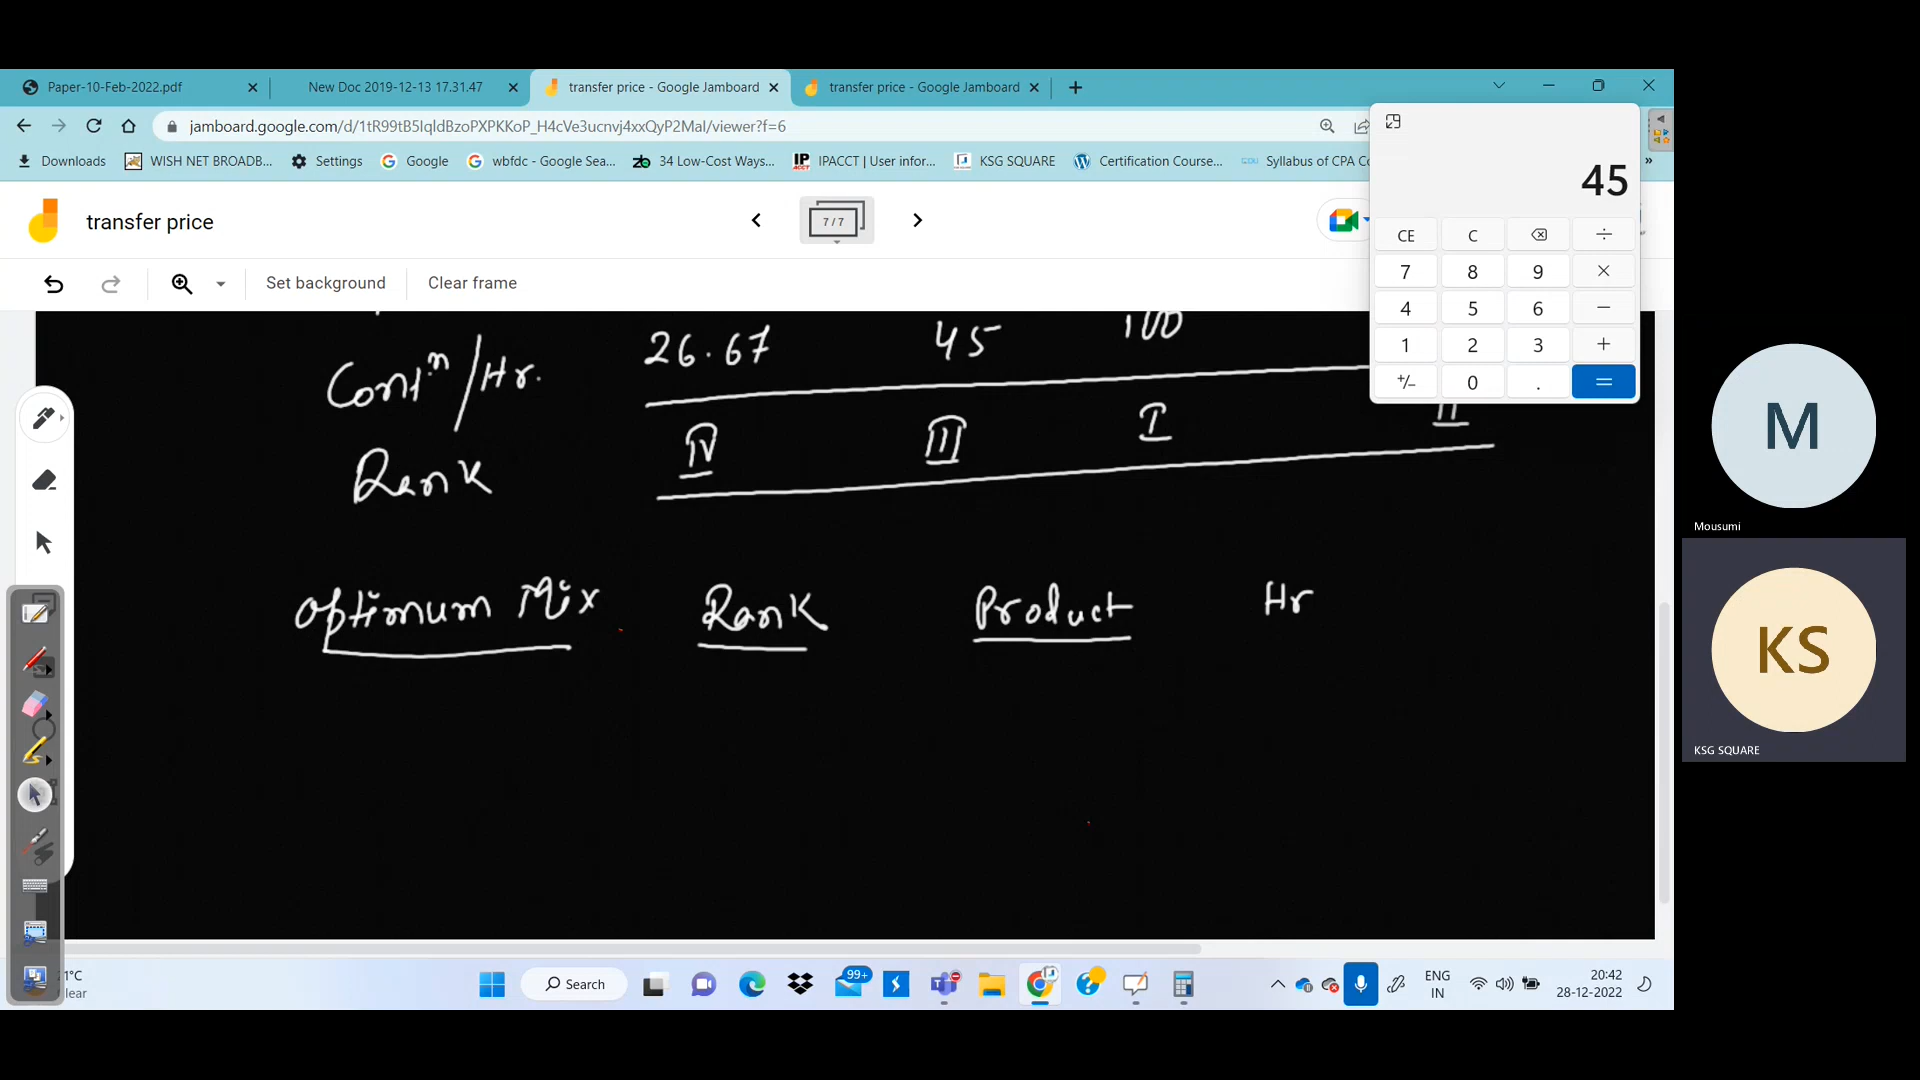 Paper-10-Feb-2022.pdf
New Doc 2019-12-13 17.31.47
transfer price - Google Jamboard
transfer price - Google Jamboard
jamboard.google.com/d/1tR99tB5IqldBzoPXPKKoP_H4cVe3ucnvj4xxQyP2MaI/viewer?f=6
Downloads
WISH NET BROADB...
Settings
Google
wbfdc - Google Sea...
34 Low-Cost Ways...
IPACCT | User infor...
KSG SQUARE
Certification Course...
Syllabus of CPA Co
»
45
transfer price
7 / 7
CE C ÷
7 8 9 ×
4 5 6 −
1 2 3 +
+/− 0 . =
Set background
Clear frame
Contn/Hr. 26.67 45 100
Rank IV III I II
Optimum Mix Rank Product Hr
M
Mousumi
KS
KSG SQUARE
Search
99+
ENG
IN
20:42
28-12-2022